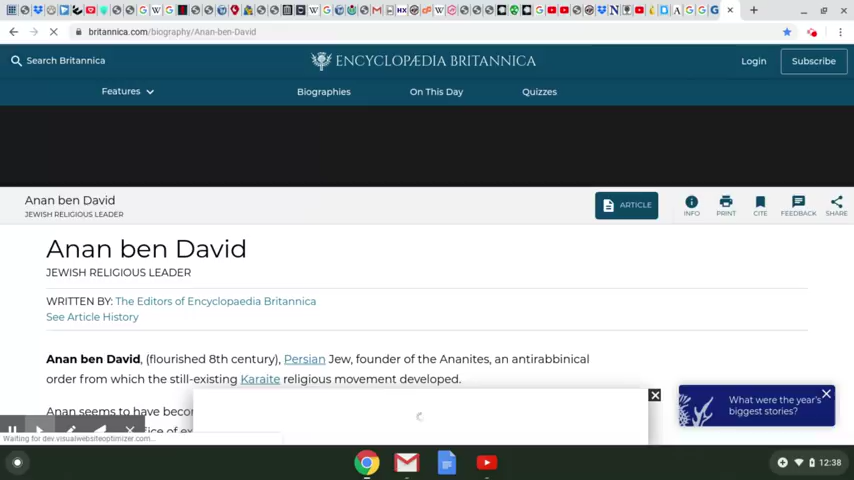 britannica.com/biography/Anan-ben-David
Search Britannica
ENCYCLOPÆDIA BRITANNICA
Login
Subscribe
Features
Biographies
On This Day
Quizzes
Anan ben David
JEWISH RELIGIOUS LEADER
ARTICLE
INFO
PRINT
CITE
FEEDBACK
SHARE
Anan ben David
JEWISH RELIGIOUS LEADER
WRITTEN BY: The Editors of Encyclopaedia Britannica
See Article History
Anan ben David, (flourished 8th century), Persian Jew, founder of the Ananites, an antirabbinical
order from which the still-existing Karaite religious movement developed.
What were the year's
biggest stories?
Anan seems to have becor
fice of ex
Waiting for dev.visualwebsiteoptimizer.com...
12:38